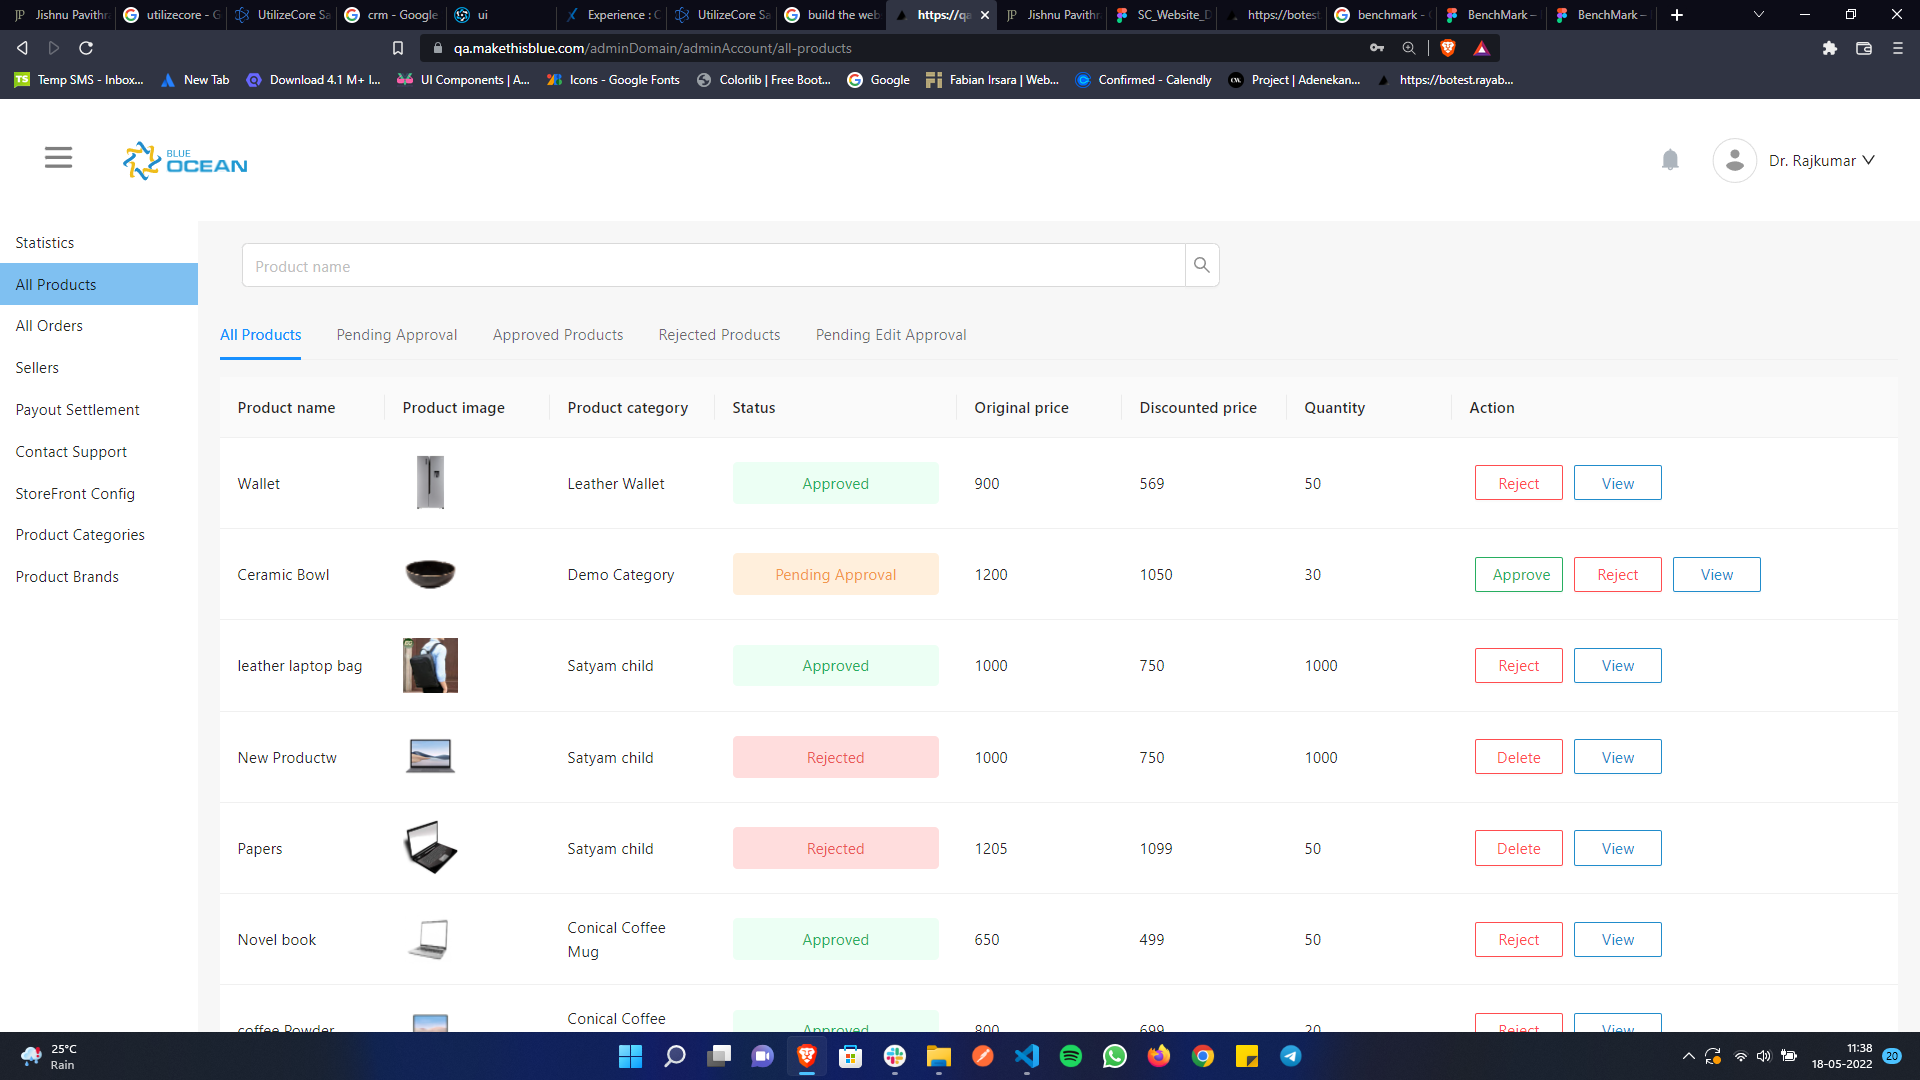 Jishnu Pavithr
utilizecore - G
UtilizeCore Sa
crm - Google
ui
Experience : C
UtilizeCore Sa
build the web
https://qa
Jishnu Pavithr
SC_Website_D
https://botest
benchmark -
BenchMark –
BenchMark –
qa.makethisblue.com/adminDomain/adminAccount/all-products
Temp SMS - Inbox...
New Tab
Download 4.1 M+ I...
UI Components | A...
Icons - Google Fonts
Colorlib | Free Boot...
Google
Fabian Irsara | Web...
Confirmed - Calendly
Project | Adenekan...
https://botest.rayab...
BLUE
OCEAN
Dr. Rajkumar
Statistics
All Products
All Orders
Sellers
Payout Settlement
Contact Support
StoreFront Config
Product Categories
Product Brands
Product name
All Products Pending Approval Approved Products Rejected Products Pending Edit Approval
Product name Product image Product category Status Original price Discounted price Quantity Action
Wallet Leather Wallet Approved 900 569 50 Reject View
Ceramic Bowl Demo Category Pending Approval 1200 1050 30 Approve Reject View
leather laptop bag Satyam child Approved 1000 750 1000 Reject View
New Productw Satyam child Rejected 1000 750 1000 Delete View
Papers Satyam child Rejected 1205 1099 50 Delete View
Novel book Conical Coffee Mug Approved 650 499 50 Reject View
coffee Powder Conical Coffee Approved 800 699 20 Reject View
25°C
Rain
11:38
18-05-2022
20